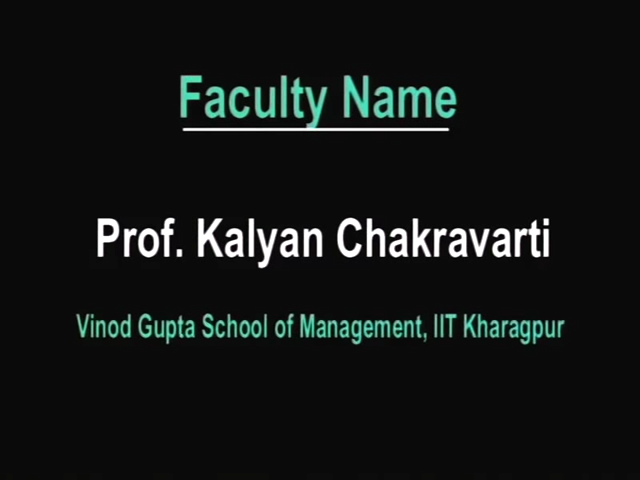 Faculty Name
Prof. Kalyan Chakravarti
Vinod Gupta School of Management, IIT Kharagpur